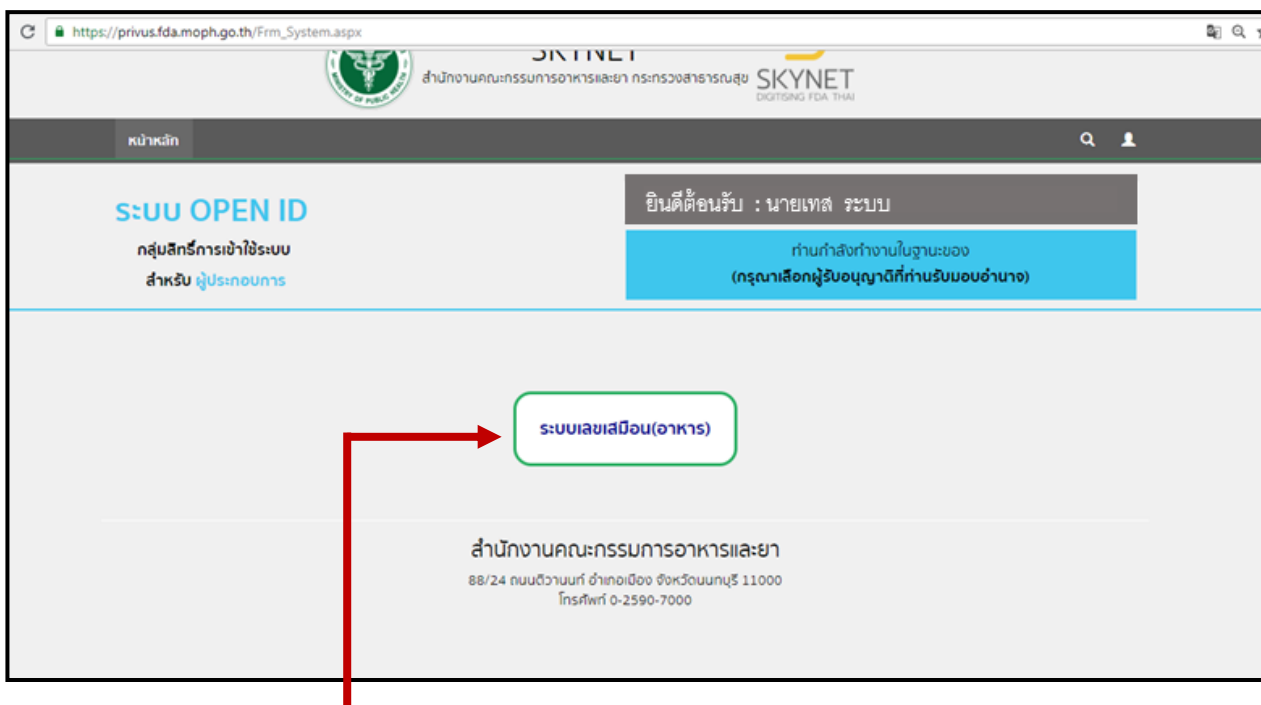 https://privus.fda.moph.go.th/Frm_System.aspx
SKYNET
สำนักงานคณะกรรมการอาหารและยา กระทรวงสาธารณสุข
SKYNET
DIGITISING FDA THAI
หน้าหลัก
ระบบ OPEN ID
กลุ่มสิทธิ์การเข้าใช้ระบบ
สำหรับ ผู้ประกอบการ
ยินดีต้อนรับ : นายเทส ระบบ
ท่านกำลังทำงานในฐานะของ
(กรุณาเลือกผู้รับอนุญาติที่ท่านรับมอบอำนาจ)
ระบบเลขเสมือน(อาหาร)
สำนักงานคณะกรรมการอาหารและยา
88/24 ถนนติวานนท์ อำเภอเมือง จังหวัดนนทบุรี 11000
โทรศัพท์ 0-2590-7000